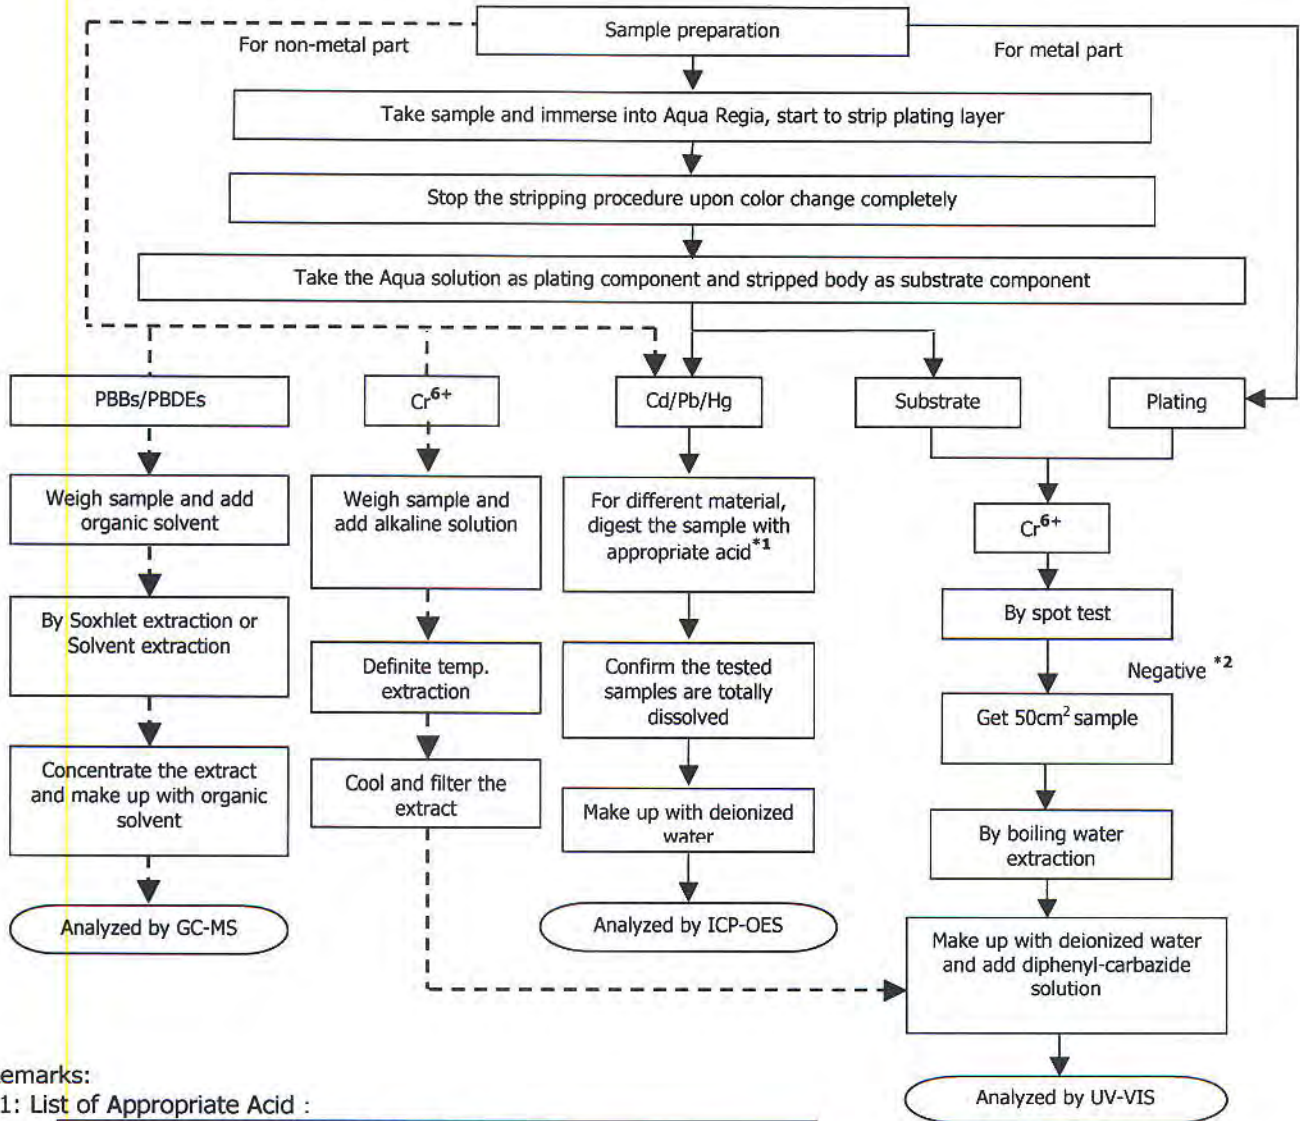 Sample preparation
For non-metal part
For metal part
Take sample and immerse into Aqua Regia, start to strip plating layer
Stop the stripping procedure upon color change completely
Take the Aqua solution as plating component and stripped body as substrate component
PBBs/PBDEs
Cr6+
Cd/Pb/Hg
Substrate
Plating
Weigh sample and add
organic solvent
By Soxhlet extraction or
Solvent extraction
Concentrate the extract
and make up with organic
solvent
Analyzed by GC-MS
Weigh sample and
add alkaline solution
Definite temp.
extraction
Cool and filter the
extract
For different material,
digest the sample with
appropriate acid*1
Confirm the tested
samples are totally
dissolved
Make up with deionized
water
Analyzed by ICP-OES
Cr6+
By spot test
Negative *2
Get 50cm2 sample
By boiling water
extraction
Make up with deionized water
and add diphenyl-carbazide
solution
Analyzed by UV-VIS
emarks:
1: List of Appropriate Acid :